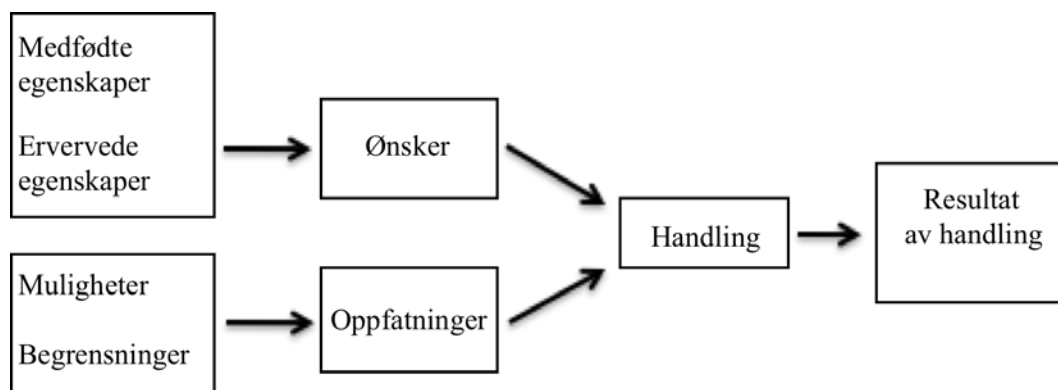 Medfødte
egenskaper
Ervervede
egenskaper
Ønsker
Muligheter
Begrensninger
Oppfatninger
Handling
Resultat
av handling